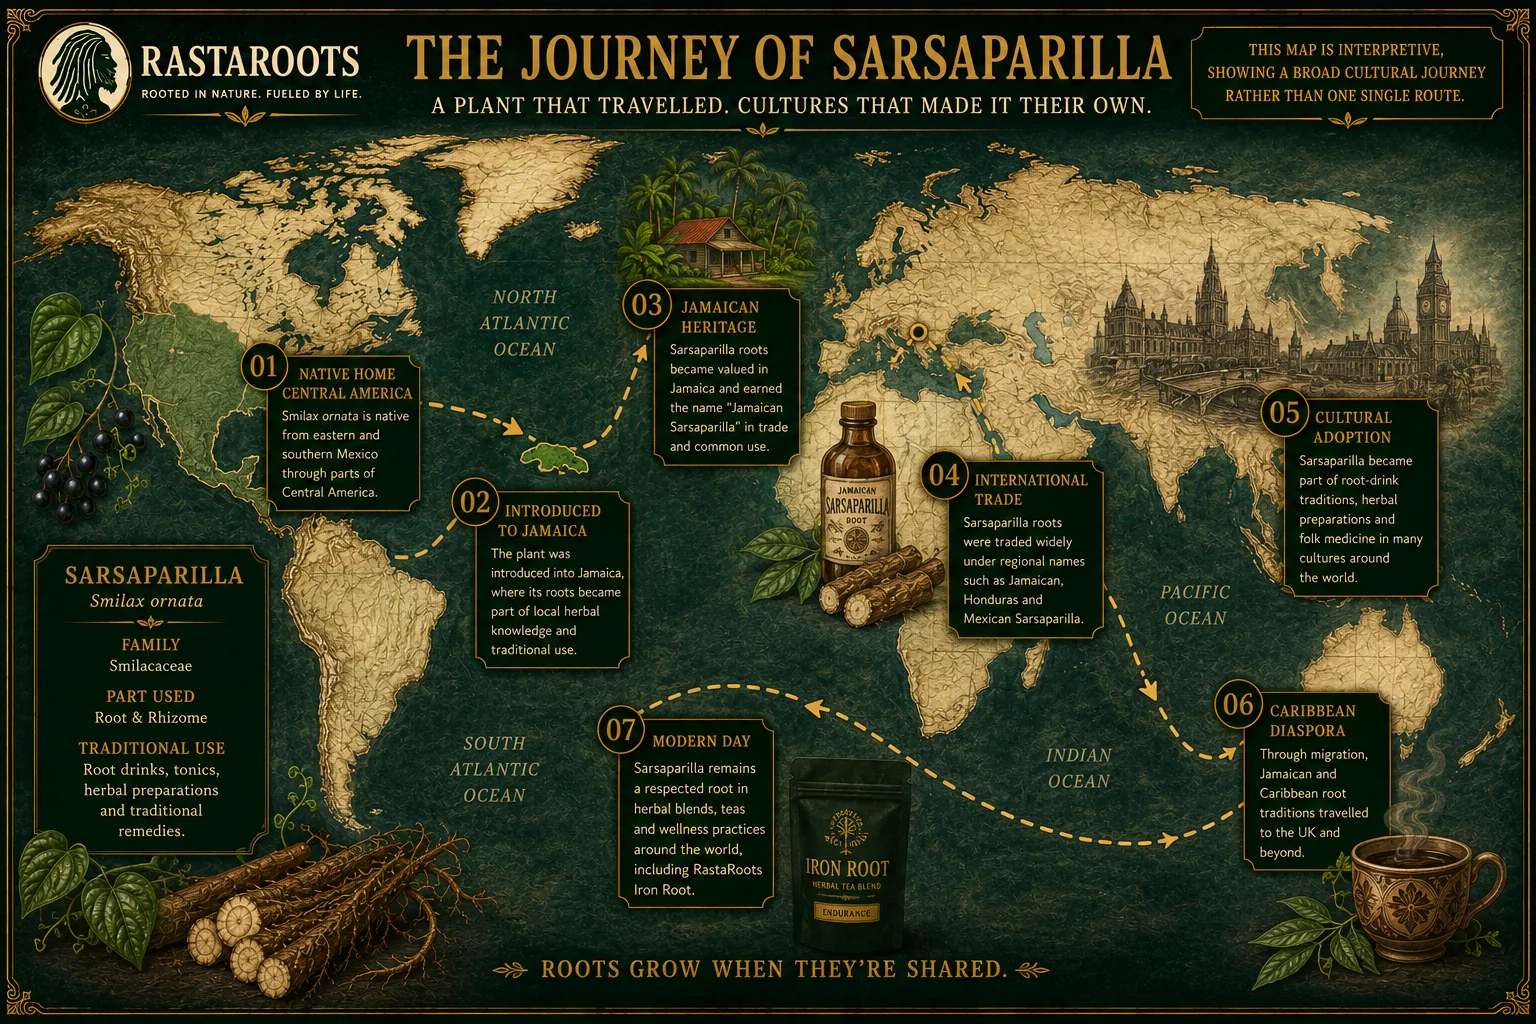 RASTAROOTS
ROOTED IN NATURE. FUELED BY LIFE.
THE JOURNEY OF SARSAPARILLA
A PLANT THAT TRAVELLED. CULTURES THAT MADE IT THEIR OWN.
THIS MAP IS INTERPRETIVE,
SHOWING A BROAD CULTURAL JOURNEY
RATHER THAN ONE SINGLE ROUTE.
NORTH
ATLANTIC
OCEAN
01
NATIVE HOME
CENTRAL AMERICA
Smilax ornata is native
from eastern and
southern Mexico
through parts of
Central America.
02
INTRODUCED
TO JAMAICA
The plant was
introduced into Jamaica,
where its roots became
part of local herbal
knowledge and
traditional use.
03
JAMAICAN
HERITAGE
Sarsaparilla roots
became valued in
Jamaica and earned
the name "Jamaican
Sarsaparilla" in trade
and common use.
JAMAICAN
SARSAPARILLA
ROOT
04
INTERNATIONAL
TRADE
Sarsaparilla roots
were traded widely
under regional names
such as Jamaican,
Honduras and
Mexican Sarsaparilla.
05
CULTURAL
ADOPTION
Sarsaparilla became
part of root-drink
traditions, herbal
preparations and
folk medicine in many
cultures around
the world.
PACIFIC
OCEAN
06
CARIBBEAN
DIASPORA
Through migration,
Jamaican and
Caribbean root
traditions travelled
to the UK and
beyond.
INDIAN
OCEAN
SOUTH
ATLANTIC
OCEAN
07
MODERN DAY
Sarsaparilla remains
a respected root in
herbal blends, teas
and wellness practices
around the world,
including RastaRoots
Iron Root.
IRON ROOT
HERBAL TEA BLEND
ENDURANCE
SARSAPARILLA
Smilax ornata
FAMILY
Smilacaceae
PART USED
Root & Rhizome
TRADITIONAL USE
Root drinks, tonics,
herbal preparations
and traditional
remedies.
ROOTS GROW WHEN THEY'RE SHARED.